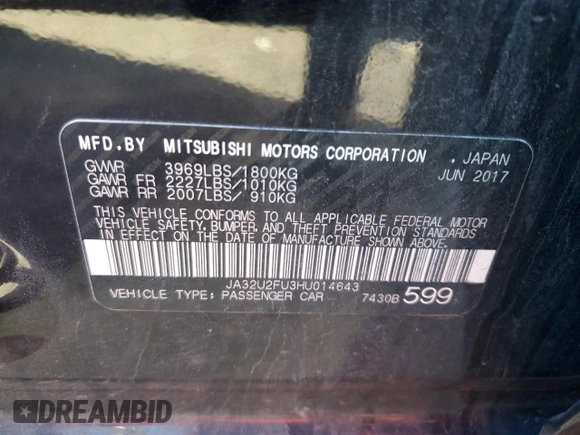 MFD.BY MITSUBISHI MOTORS CORPORATION . JAPAN
GVWR 3969LBS/1800KG JUN 2017
GAWR FR 2227LBS/1010KG
GAWR RR 2007LBS/ 910KG
THIS VEHICLE CONFORMS TO ALL APPLICABLE FEDERAL MOTOR
VEHICLE SAFETY, BUMPER, AND THEFT PREVENTION STANDARDS
IN EFFECT ON THE DATE OF MANUFACTURE SHOWN ABOVE.
JA32U2FU3HU014643
VEHICLE TYPE: PASSENGER CAR 7430B 599
DREAMBID